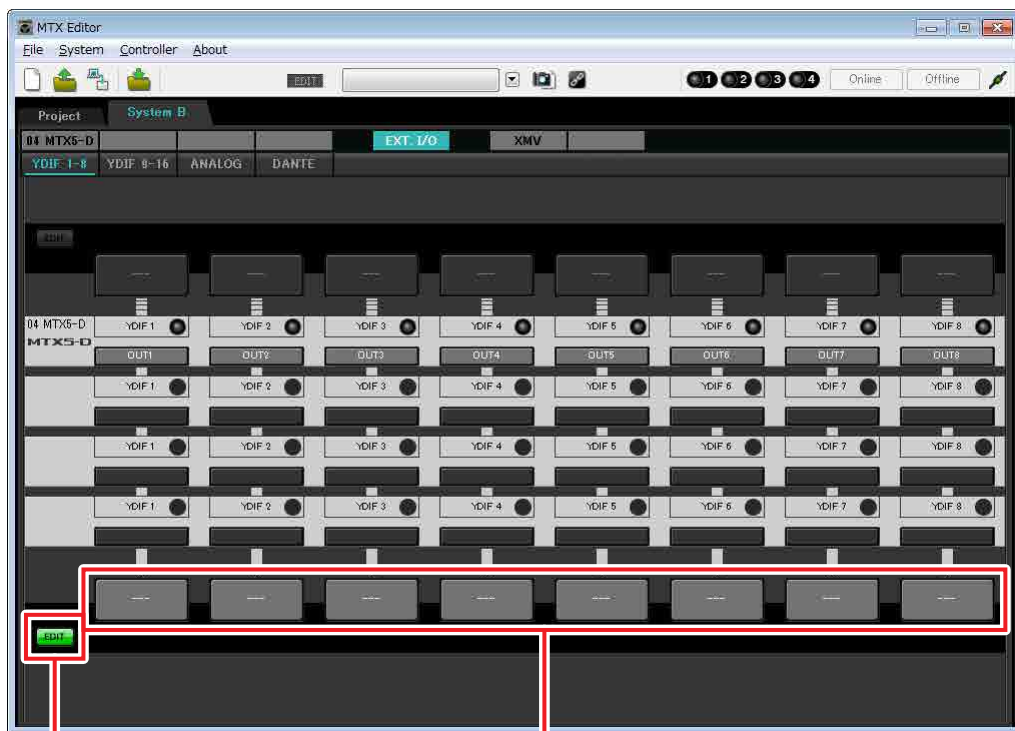 MTX Editor
File System Controller About
EDIT 1 2 3 4 Online Offline
Project System B
04 MTX5-D EXT. I/O XMV
YDIF 1-8 YDIF 9-16 ANALOG DANTE
EDIT
--- --- --- --- --- --- --- ---
04 MTX5-D YDIF 1 YDIF 2 YDIF 3 YDIF 4 YDIF 5 YDIF 6 YDIF 7 YDIF 8
MTX5-D
OUT1 OUT2 OUT3 OUT4 OUT5 OUT6 OUT7 OUT8
YDIF 1 YDIF 2 YDIF 3 YDIF 4 YDIF 5 YDIF 6 YDIF 7 YDIF 8
YDIF 1 YDIF 2 YDIF 3 YDIF 4 YDIF 5 YDIF 6 YDIF 7 YDIF 8
YDIF 1 YDIF 2 YDIF 3 YDIF 4 YDIF 5 YDIF 6 YDIF 7 YDIF 8
--- --- --- --- --- --- --- ---
EDIT